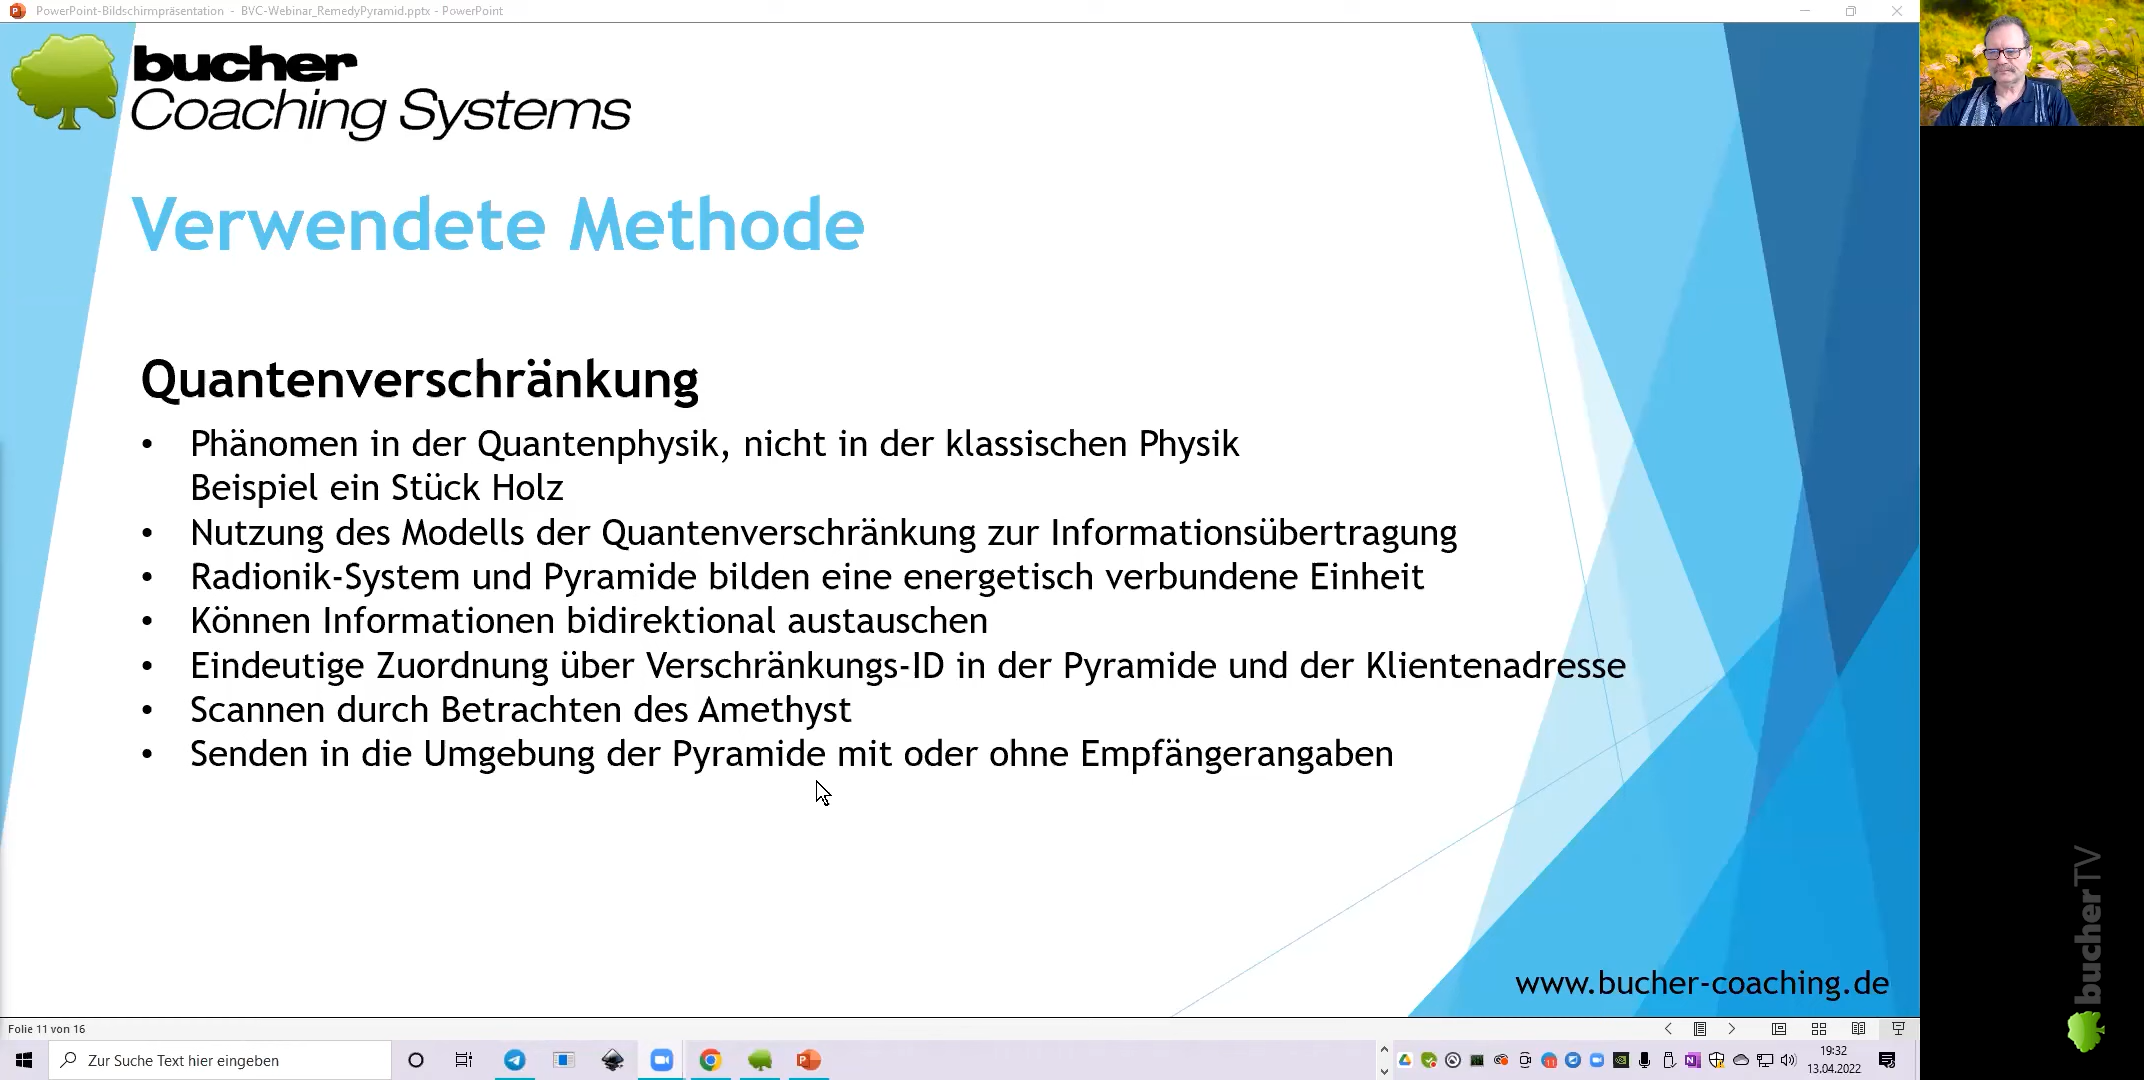 PowerPoint-Bildschirmpräsentation - BVC-Webinar_RemedyPyramid.pptx - PowerPoint
bucher
Coaching Systems
Verwendete Methode
Quantenverschränkung
• Phänomen in der Quantenphysik, nicht in der klassischen Physik
Beispiel ein Stück Holz
• Nutzung des Modells der Quantenverschränkung zur Informationsübertragung
• Radionik-System und Pyramide bilden eine energetisch verbundene Einheit
• Können Informationen bidirektional austauschen
• Eindeutige Zuordnung über Verschränkungs-ID in der Pyramide und der Klientenadresse
• Scannen durch Betrachten des Amethyst
• Senden in die Umgebung der Pyramide mit oder ohne Empfängerangaben
www.bucher-coaching.de
bucherTV
Folie 11 von 16
Zur Suche Text hier eingeben
19:32
13.04.2022